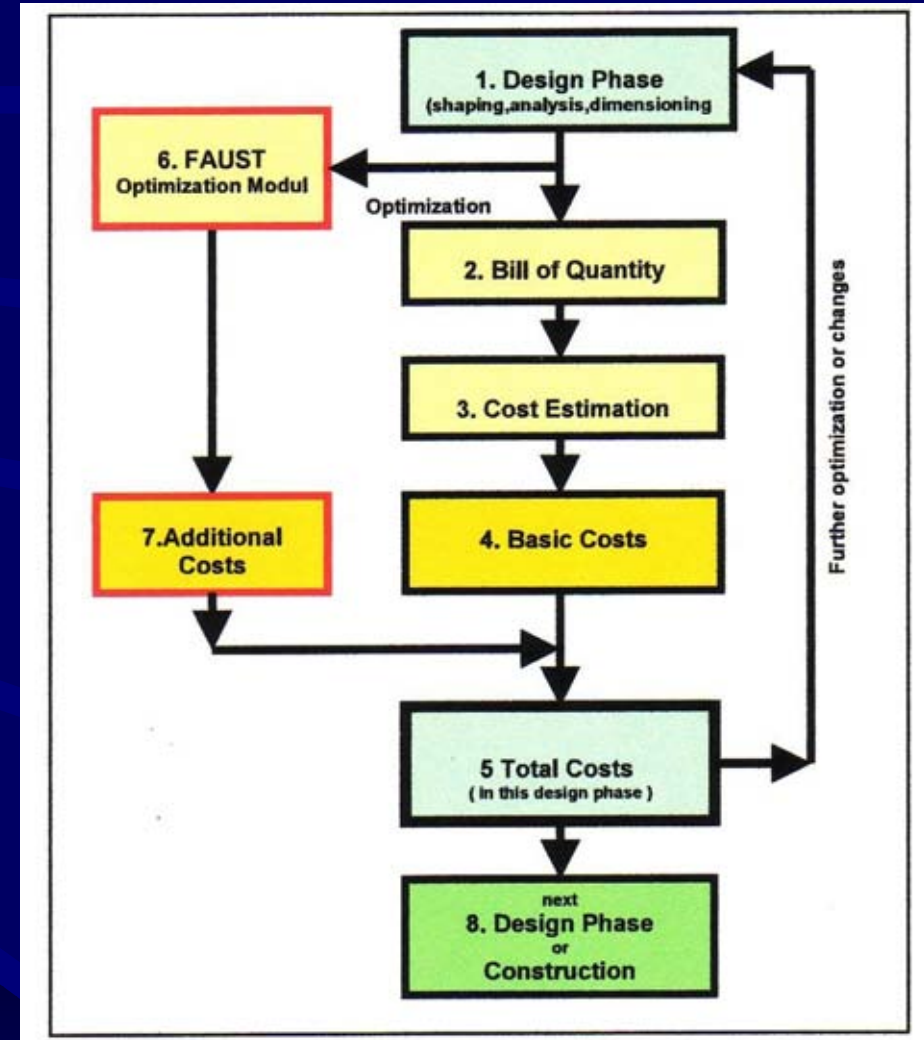 1. Design Phase
(shaping,analysis,dimensioning
6. FAUST
Optimization Modul
Optimization
2. Bill of Quantity
3. Cost Estimation
7.Additional
Costs
4. Basic Costs
Further optimization or changes
5 Total Costs
( in this design phase )
next
8. Design Phase
or
Construction